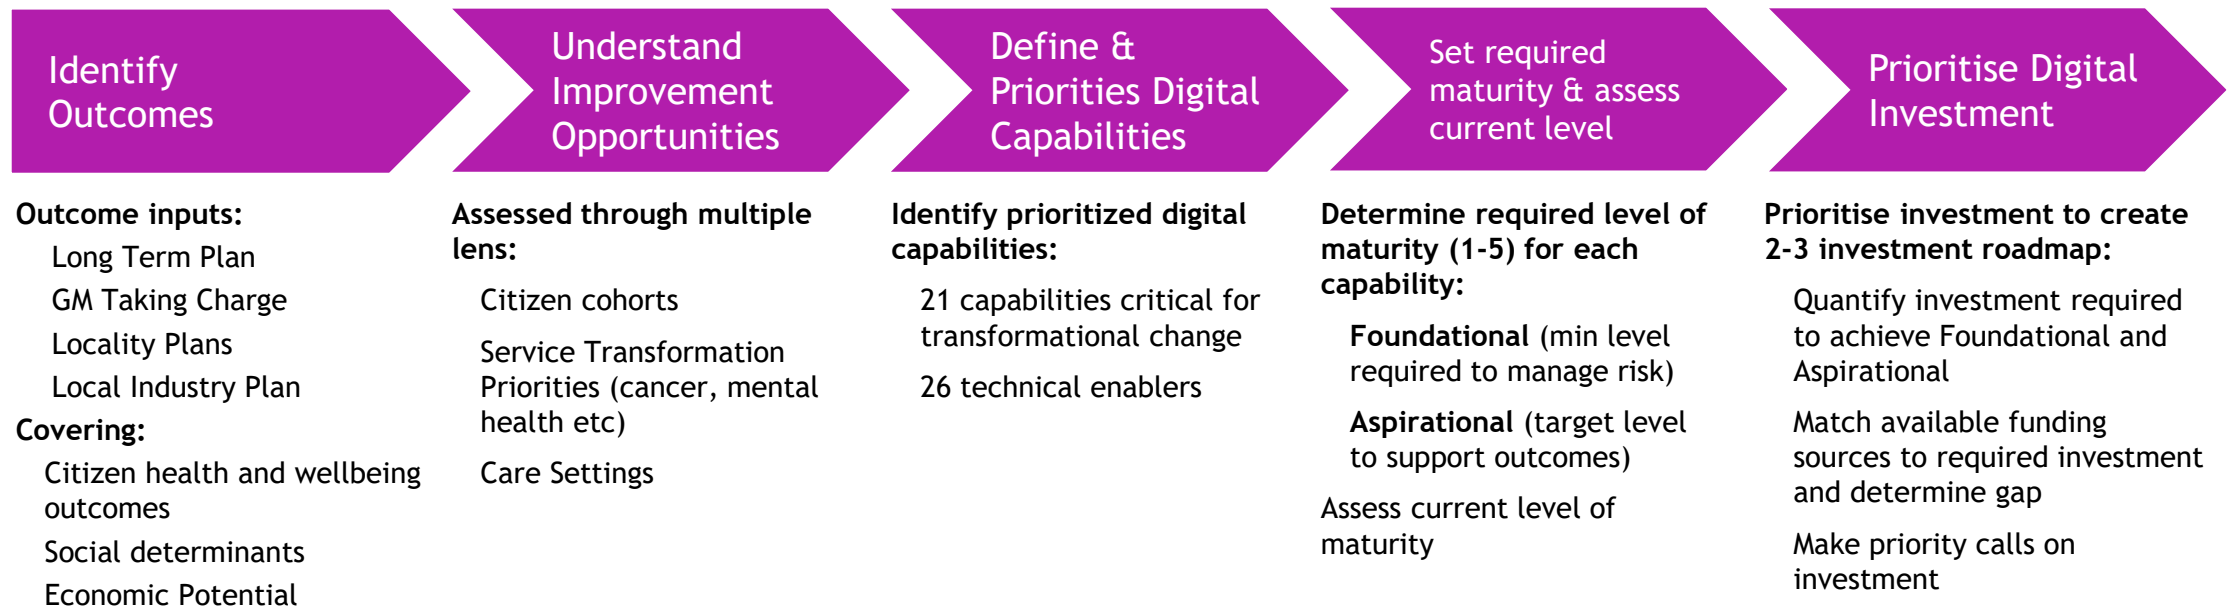 Identify
Outcomes
Understand
Improvement
Opportunities
Define &
Priorities Digital
Capabilities
Set required
maturity & assess
current level
Prioritise Digital
Investment
Outcome inputs:
Long Term Plan
GM Taking Charge
Locality Plans
Local Industry Plan
Covering:
Citizen health and wellbeing
outcomes
Social determinants
Economic Potential
Assessed through multiple
lens:
Citizen cohorts
Service Transformation
Priorities (cancer, mental
health etc)
Care Settings
Identify prioritized digital
capabilities:
21 capabilities critical for
transformational change
26 technical enablers
Determine required level of
maturity (1-5) for each
capability:
Foundational (min level
required to manage risk)
Aspirational (target level
to support outcomes)
Assess current level of
maturity
Prioritise investment to create
2-3 investment roadmap:
Quantify investment required
to achieve Foundational and
Aspirational
Match available funding
sources to required investment
and determine gap
Make priority calls on
investment